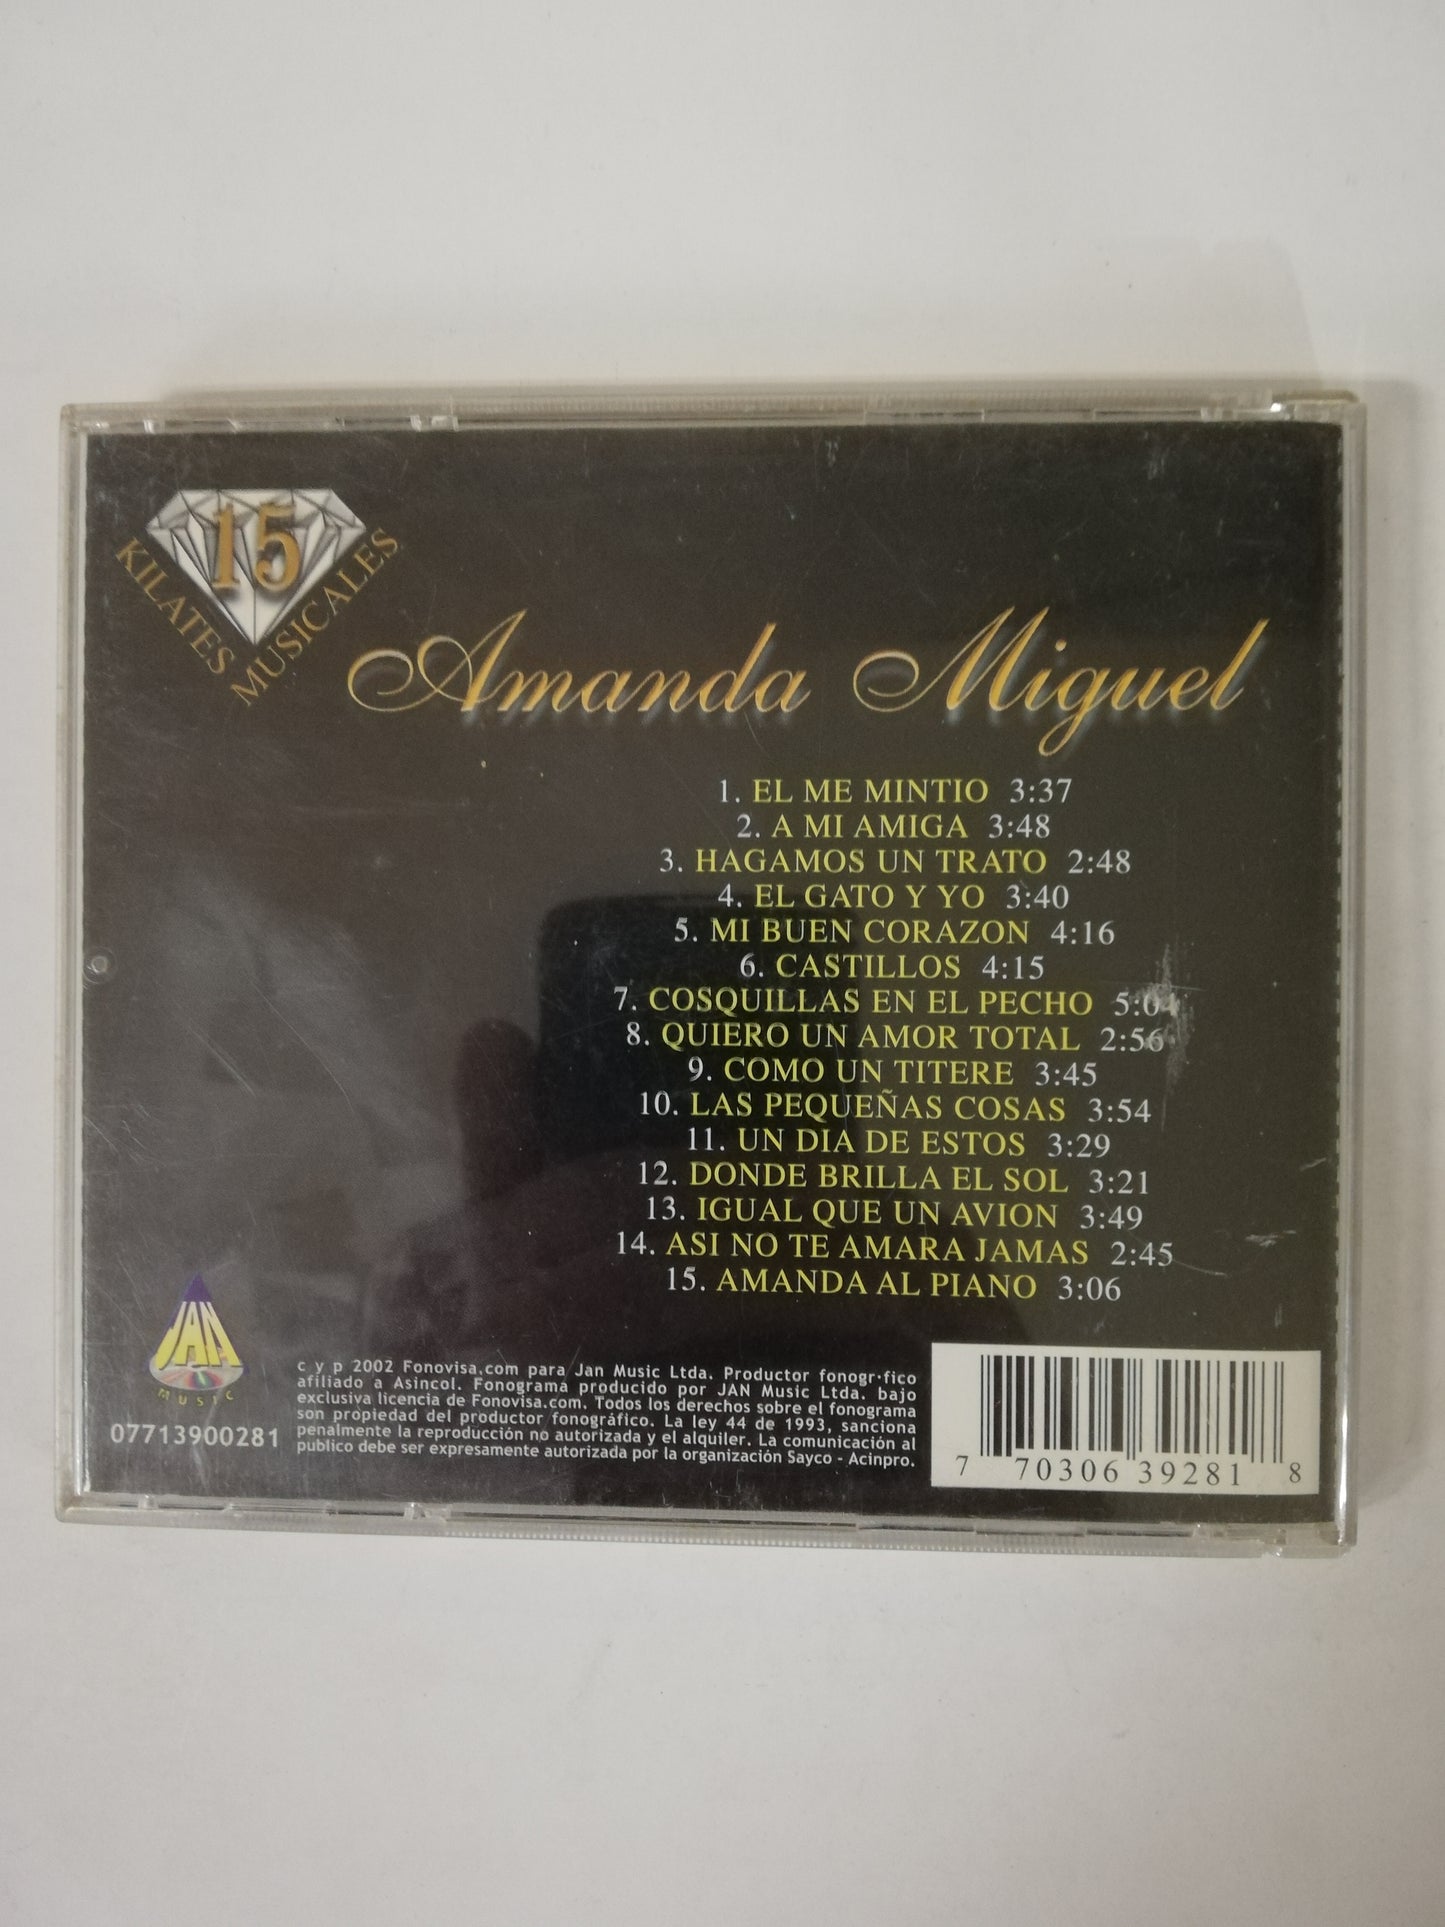 15
KILATES MUSICALES
Amanda Miguel
1. EL ME MINTIO 3:37
2. A MI AMIGA 3:48
3. HAGAMOS UN TRATO 2:48
4. EL GATO Y YO 3:40
5. MI BUEN CORAZON 4:16
6. CASTILLOS 4:15
7. COSQUILLAS EN EL PECHO 5:04
8. QUIERO UN AMOR TOTAL 2:56
9. COMO UN TITERE 3:45
10. LAS PEQUEÑAS COSAS 3:54
11. UN DIA DE ESTOS 3:29
12. DONDE BRILLA EL SOL 3:21
13. IGUAL QUE UN AVION 3:49
14. ASI NO TE AMARA JAMAS 2:45
15. AMANDA AL PIANO 3:06
JAN
MUSIC
07713900281
c y p 2002 Fonovisa.com para Jan Music Ltda. Productor fonogr·fico
afiliado a Asincol. Fonograma producido por JAN Music Ltda. bajo
exclusiva licencia de Fonovisa.com. Todos los derechos sobre el fonograma
son propiedad del productor fonográfico. La ley 44 de 1993, sanciona
penalmente la reproducción no autorizada y el alquiler. La comunicación al
publico debe ser expresamente autorizada por la organización Sayco - Acinpro.
7 70306 39281 8